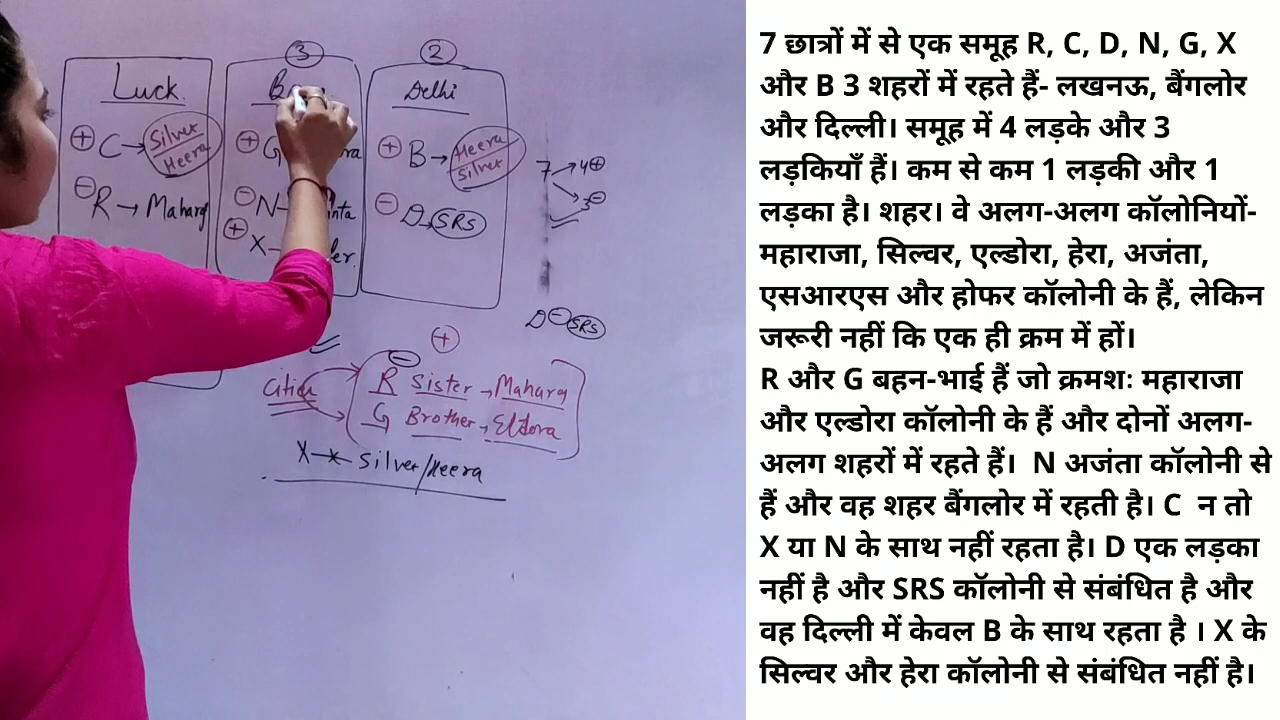 3
2
Luck.
Delhi
+ C → Silver
Heera
+ G
+ B → Heera
Silver
7 → 4 +
3 -
- R → Maharaj
- N
- D → SRS
+ X
D - SRS
+
-
R Sister → Maharaj
G Brother → Eldora
X Silver/Heera
7 छात्रों में से एक समूह R, C, D, N, G, X
और B 3 शहरों में रहते हैं- लखनऊ, बैंगलोर
और दिल्ली। समूह में 4 लड़के और 3
लड़कियाँ हैं। कम से कम 1 लड़की और 1
लड़का है। शहर। वे अलग-अलग कॉलोनियों-
महाराजा, सिल्वर, एल्डोरा, हेरा, अजंता,
एसआरएस और होफर कॉलोनी के हैं, लेकिन
जरूरी नहीं कि एक ही क्रम में हों।
R और G बहन-भाई हैं जो क्रमशः महाराजा
और एल्डोरा कॉलोनी के हैं और दोनों अलग-
अलग शहरों में रहते हैं। N अजंता कॉलोनी से
हैं और वह शहर बैंगलोर में रहती है। C न तो
X या N के साथ नहीं रहता है। D एक लड़का
नहीं है और SRS कॉलोनी से संबंधित है और
वह दिल्ली में केवल B के साथ रहता है । X के
सिल्वर और हेरा कॉलोनी से संबंधित नहीं है।